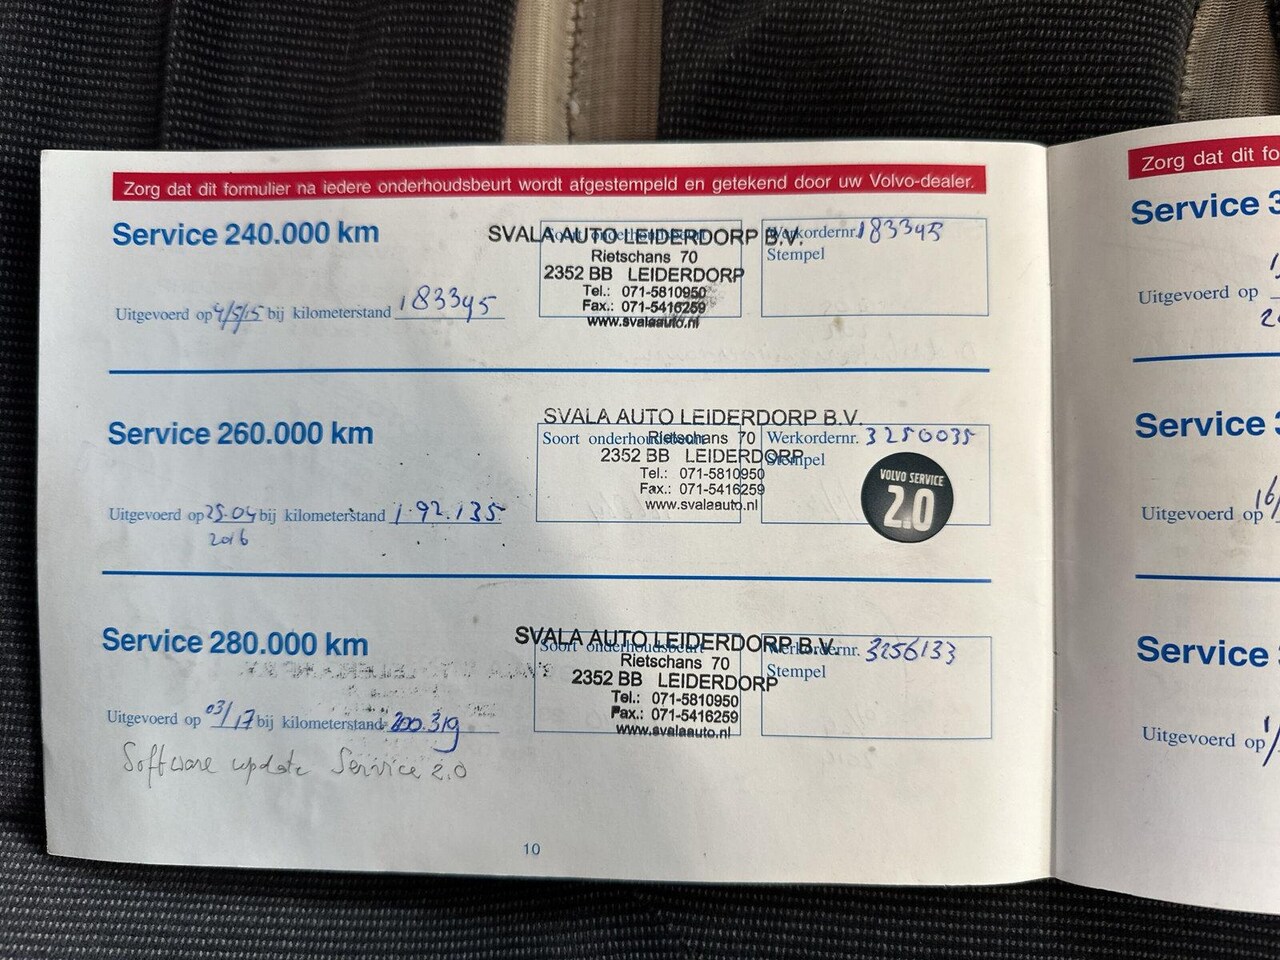 Zorg dat dit formulier na iedere onderhoudsbeurt wordt afgestempeld en getekend door uw Volvo-dealer.
Service 240.000 km
SVALA AUTO LEIDERDORP B.V.
Rietschans 70
2352 BB LEIDERDORP
Tel.: 071-5810950
Fax.: 071-5416259
www.svalaauto.nl
Soort onderhoudsbeurt
Werkordernr. 183345
Stempel
Uitgevoerd op 4/5/15 bij kilometerstand 183345
Service 260.000 km
SVALA AUTO LEIDERDORP B.V.
Rietschans 70
2352 BB LEIDERDORP
Tel.: 071-5810950
Fax.: 071-5416259
www.svalaauto.nl
Soort onderhoudsbeurt
Werkordernr. 3250035
Stempel
VOLVO SERVICE
2.0
Uitgevoerd op 25-04 bij kilometerstand 192.135
2016
Service 280.000 km
SVALA AUTO LEIDERDORP B.V.
Rietschans 70
2352 BB LEIDERDORP
Tel.: 071-5810950
Fax.: 071-5416259
www.svalaauto.nl
Soort onderhoudsbeurt
Werkordernr. 3256133
Stempel
Uitgevoerd op 03/17 bij kilometerstand 200.319
Software update Service 2.0
10
Zorg dat dit fo
Service 3
Uitgevoerd op
Service
Uitgevoerd op 16/
Service
Uitgevoerd op 1/